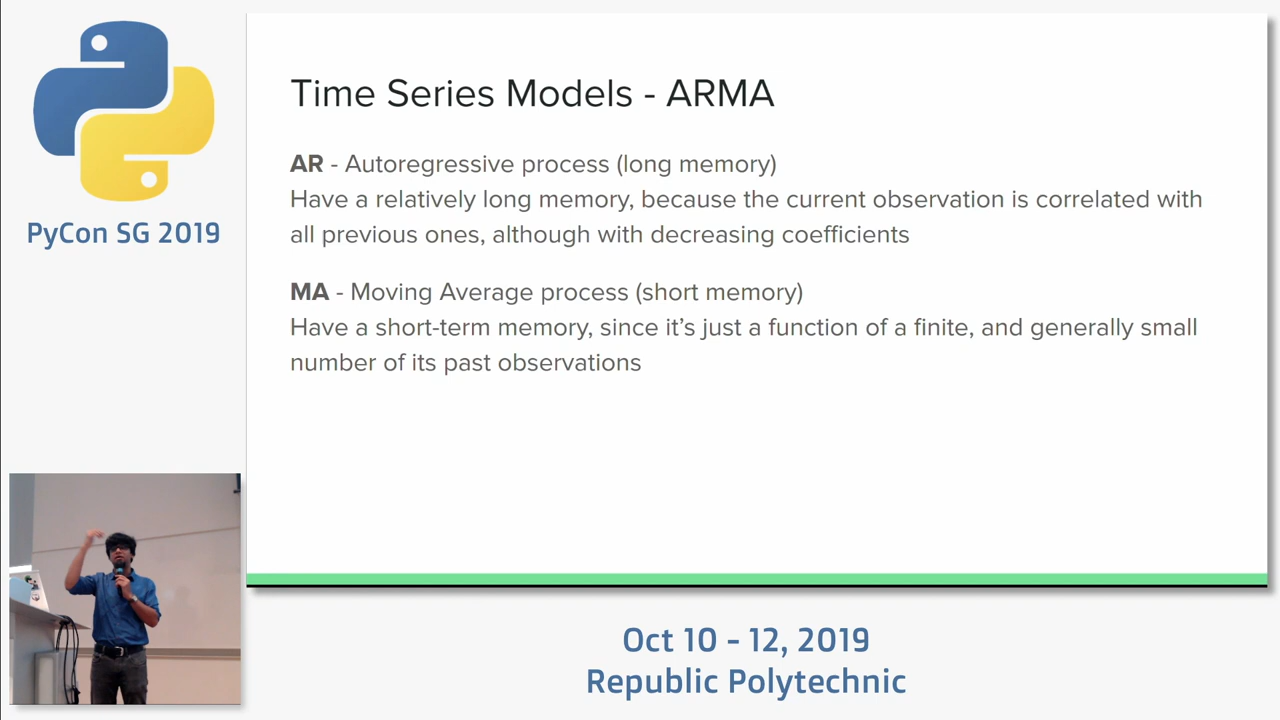 Time Series Models - ARMA
AR - Autoregressive process (long memory)
Have a relatively long memory, because the current observation is correlated with
all previous ones, although with decreasing coefficients
MA - Moving Average process (short memory)
Have a short-term memory, since it’s just a function of a finite, and generally small
number of its past observations
PyCon SG 2019
Oct 10 - 12, 2019
Republic Polytechnic